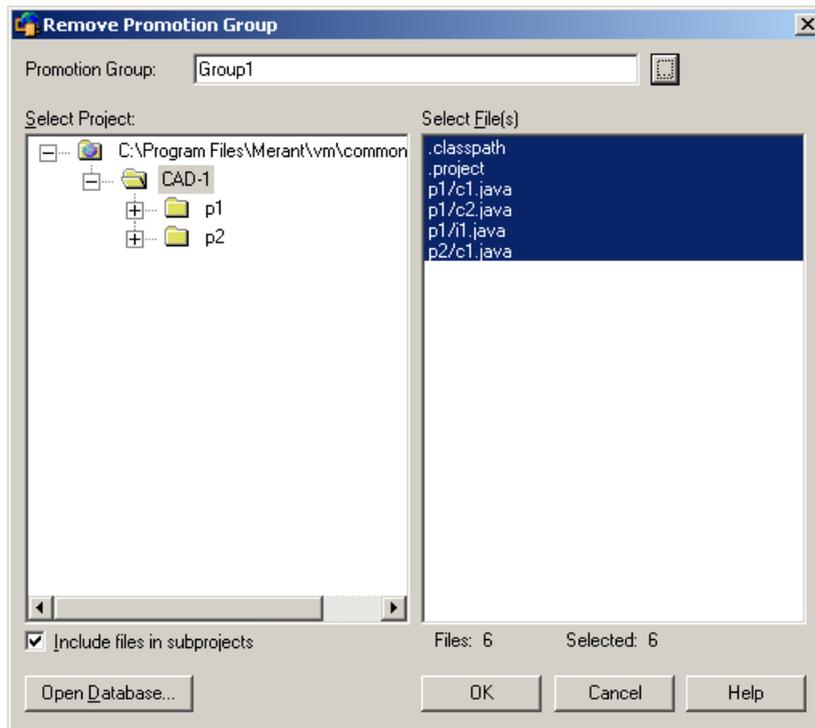 Remove Promotion Group
Promotion Group: Group1
Select Project:
C:\Program Files\Merant\vm\common
CAD-1
p1
p2
Select File(s)
.classpath
.project
p1/c1.java
p1/c2.java
p1/i1.java
p2/c1.java
Include files in subprojects
Files: 6 Selected: 6
Open Database... OK Cancel Help